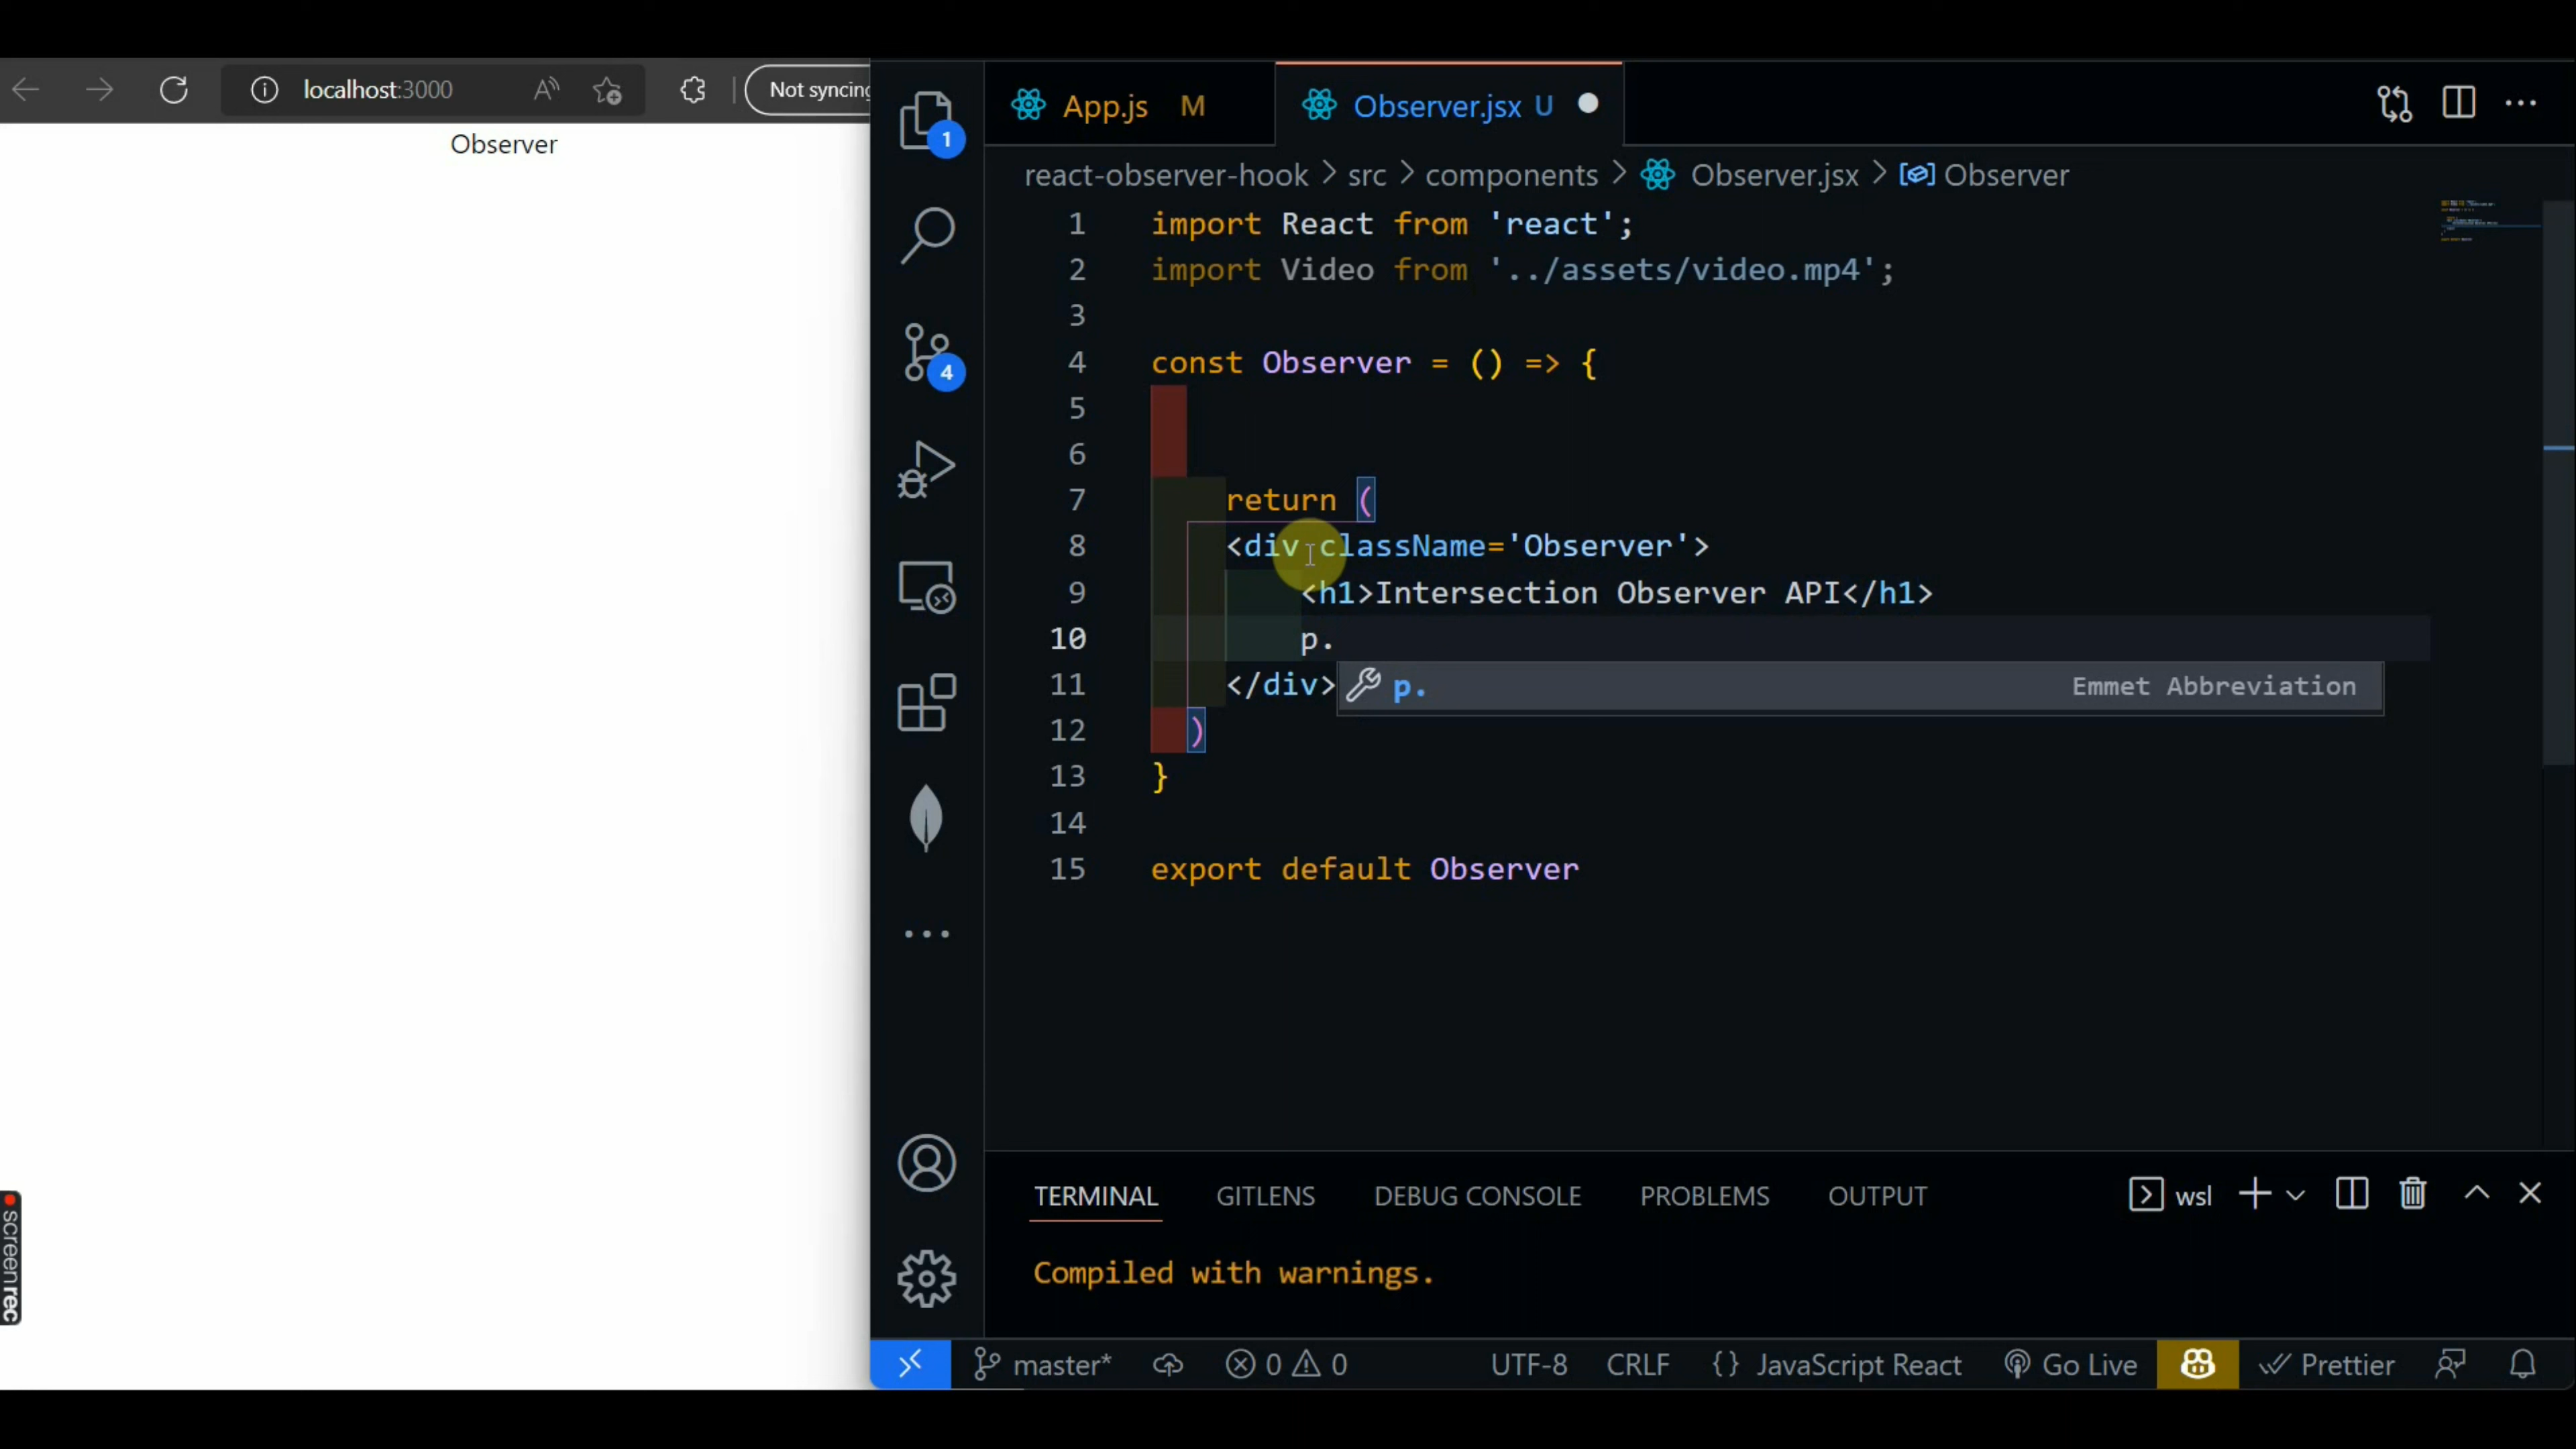 localhost:3000
Not syncing
Observer
1
4
App.js M
Observer.jsx U
react-observer-hook > src > components > Observer.jsx > Observer
1 import React from 'react';
2 import Video from '../assets/video.mp4';
3
4 const Observer = () => {
5
6
7 return (
8 <div className='Observer'>
9 <h1>Intersection Observer API</h1>
10 p.
p. Emmet Abbreviation
11 </div>
12 )
13 }
14
15 export default Observer
TERMINAL GITLENS DEBUG CONSOLE PROBLEMS OUTPUT wsl
Compiled with warnings.
master* 0 0 UTF-8 CRLF {} JavaScript React Go Live Prettier
screenrec